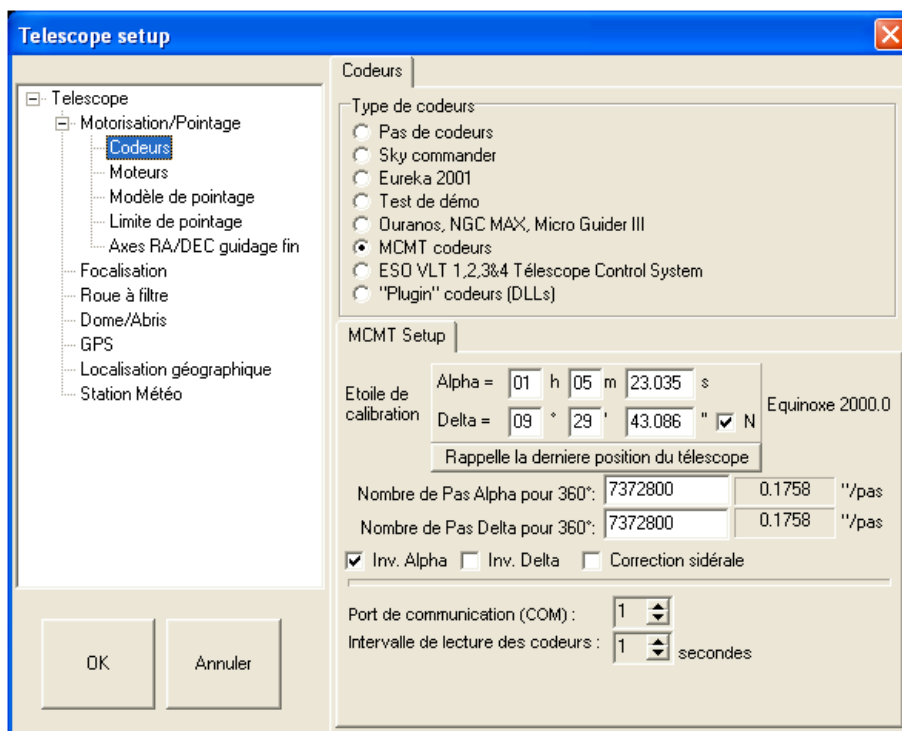 Telescope setup
Telescope
Motorisation/Pointage
Codeurs
Moteurs
Modèle de pointage
Limite de pointage
Axes RA/DEC guidage fin
Focalisation
Roue à filtre
Dome/Abris
GPS
Localisation géographique
Station Météo
OK
Annuler
Codeurs
Type de codeurs
Pas de codeurs
Sky commander
Eureka 2001
Test de démo
Ouranos, NGC MAX, Micro Guider III
MCMT codeurs
ESO VLT 1,2,3&4 Télescope Control System
"Plugin" codeurs (DLLs)
MCMT Setup
Etoile de
calibration
Alpha = 01 h 05 m 23.035 s
Delta = 09 ° 29 ' 43.086 " N
Equinoxe 2000.0
Rappelle la derniere position du télescope
Nombre de Pas Alpha pour 360°: 7372800 0.1758 "/pas
Nombre de Pas Delta pour 360°: 7372800 0.1758 "/pas
Inv. Alpha Inv. Delta Correction sidérale
Port de communication (COM) : 1
Intervalle de lecture des codeurs : 1 secondes